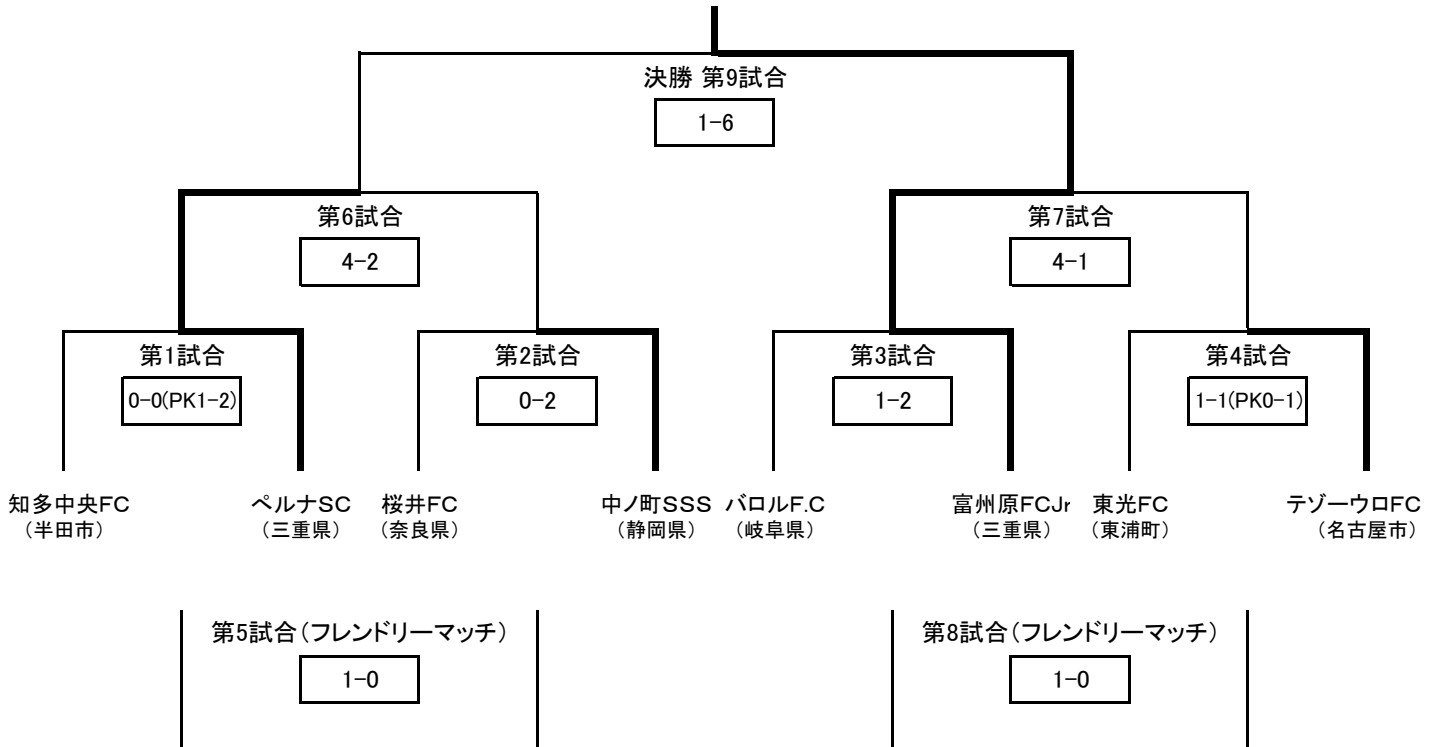 決勝 第9試合
1-6
第6試合
第7試合
4-2
4-1
第1試合
第2試合
第3試合
第4試合
0-0(PK1-2)
0-2
1-2
1-1(PK0-1)
知多中央FC
ペルナSC
桜井FC
中ノ町SSS
バロルF.C
富州原FCJr
東光FC
テゾーウロFC
（半田市）
（三重県）
（奈良県）
（静岡県）
（岐阜県）
（三重県）
（東浦町）
（名古屋市）
第5試合（フレンドリーマッチ）
第8試合（フレンドリーマッチ）
1-0
1-0